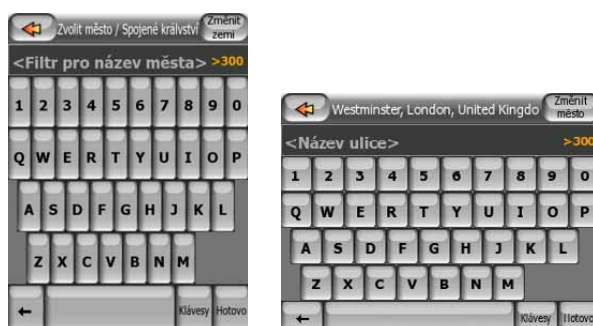 Zvolit město / Spojené králvství
Změnit
zemi
<Filtr pro název města> >300
1 2 3 4 5 6 7 8 9 0
Q W E R T Y U I O P
A S D F G H J K L
Z X C V B N M
Klávesy Hotovo
Westminster, London, United Kingdo
Změnit
město
<Název ulice> >300
1 2 3 4 5 6 7 8 9 0
Q W E R T Y U I O P
A S D F G H J K L
Z X C V B N M
Klávesy Hotovo